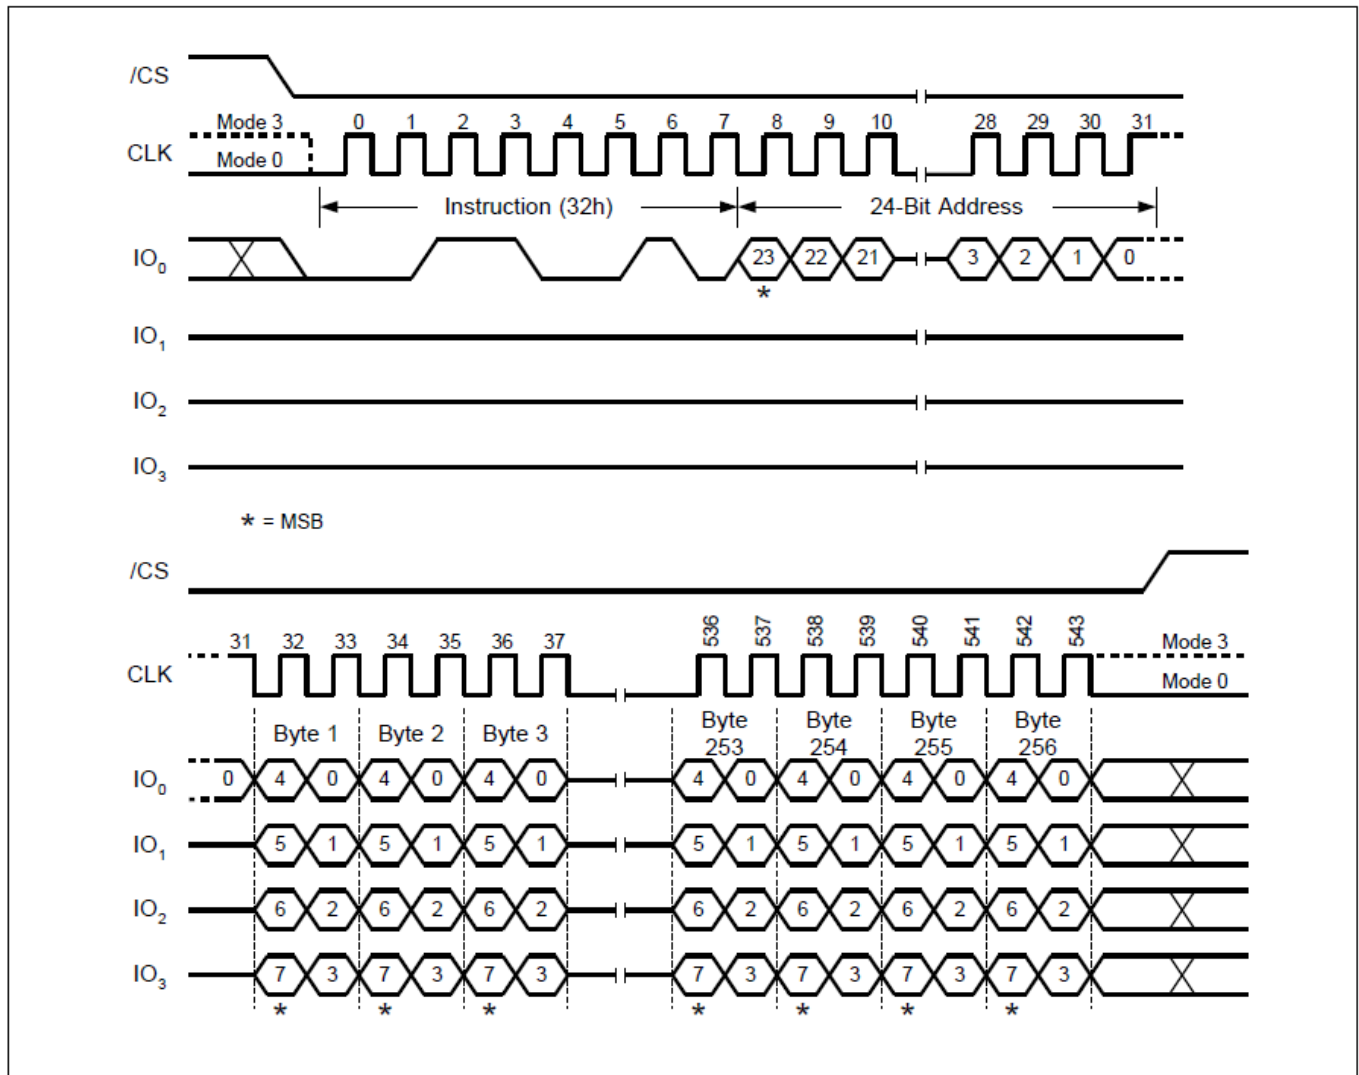 /CS
Mode 3 0 1 2 3 4 5 6 7 8 9 10 28 29 30 31
CLK
Mode 0
Instruction (32h) 24-Bit Address
IO0 23 22 21 3 2 1 0
*
IO1
IO2
IO3
* = MSB
/CS
31 32 33 34 35 36 37 536 537 538 539 540 541 542 543 Mode 3
CLK Mode 0
Byte 1 Byte 2 Byte 3 Byte 253 Byte 254 Byte 255 Byte 256
IO0 0 4 0 4 0 4 0 4 0 4 0 4 0 4 0
IO1 5 1 5 1 5 1 5 1 5 1 5 1 5 1
IO2 6 2 6 2 6 2 6 2 6 2 6 2 6 2
IO3 7 3 7 3 7 3 7 3 7 3 7 3 7 3
* * * * * * *